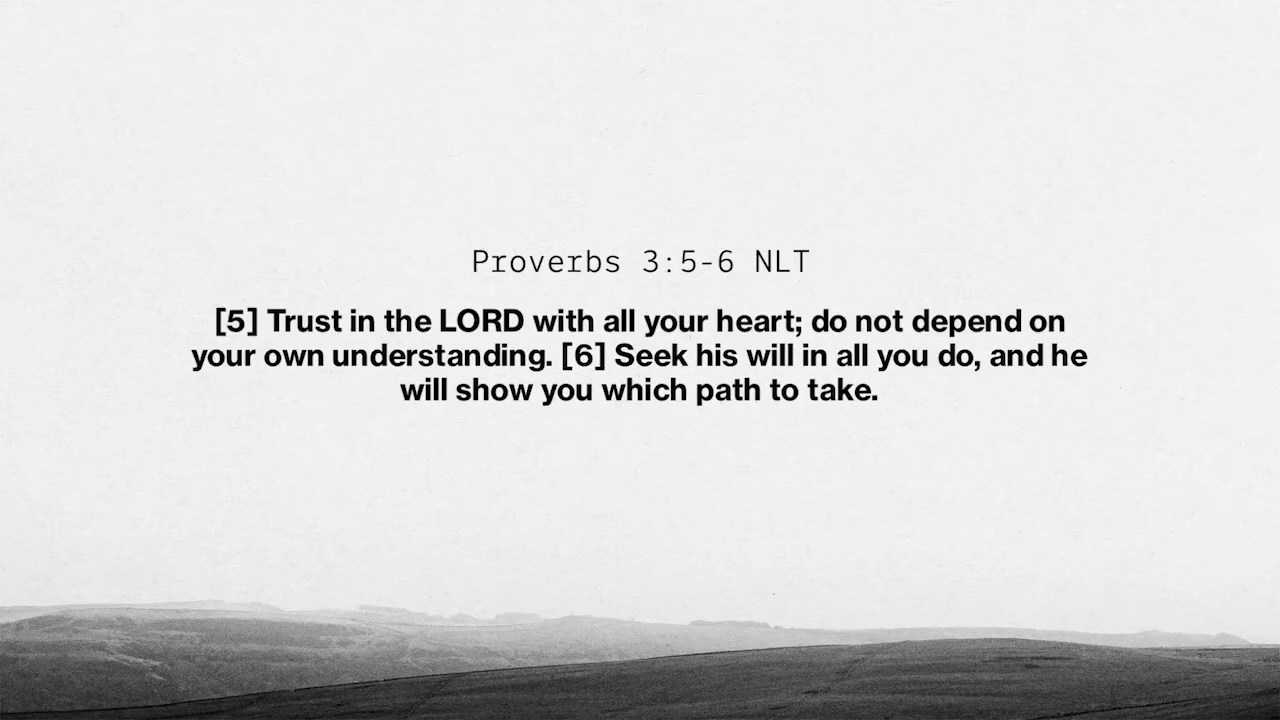 Proverbs 3:5-6 NLT
[5] Trust in the LORD with all your heart; do not depend on
your own understanding. [6] Seek his will in all you do, and he
will show you which path to take.